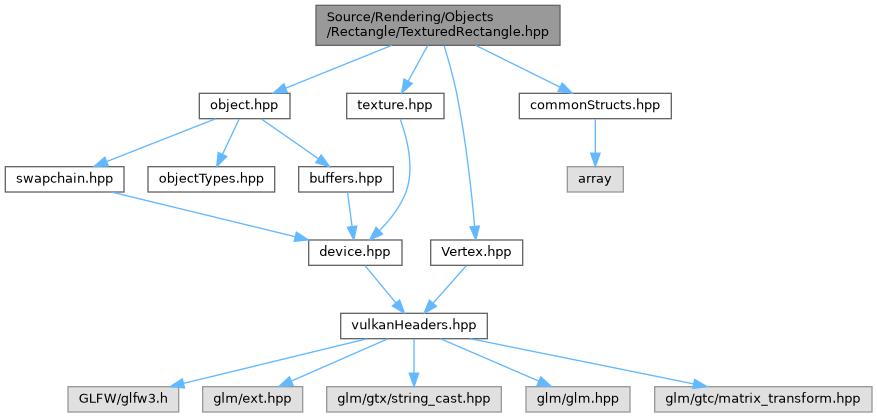 Source/Rendering/Objects
/Rectangle/TexturedRectangle.hpp
object.hpp
texture.hpp
commonStructs.hpp
swapchain.hpp
objectTypes.hpp
buffers.hpp
array
device.hpp
Vertex.hpp
vulkanHeaders.hpp
GLFW/glfw3.h
glm/ext.hpp
glm/gtx/string_cast.hpp
glm/glm.hpp
glm/gtc/matrix_transform.hpp